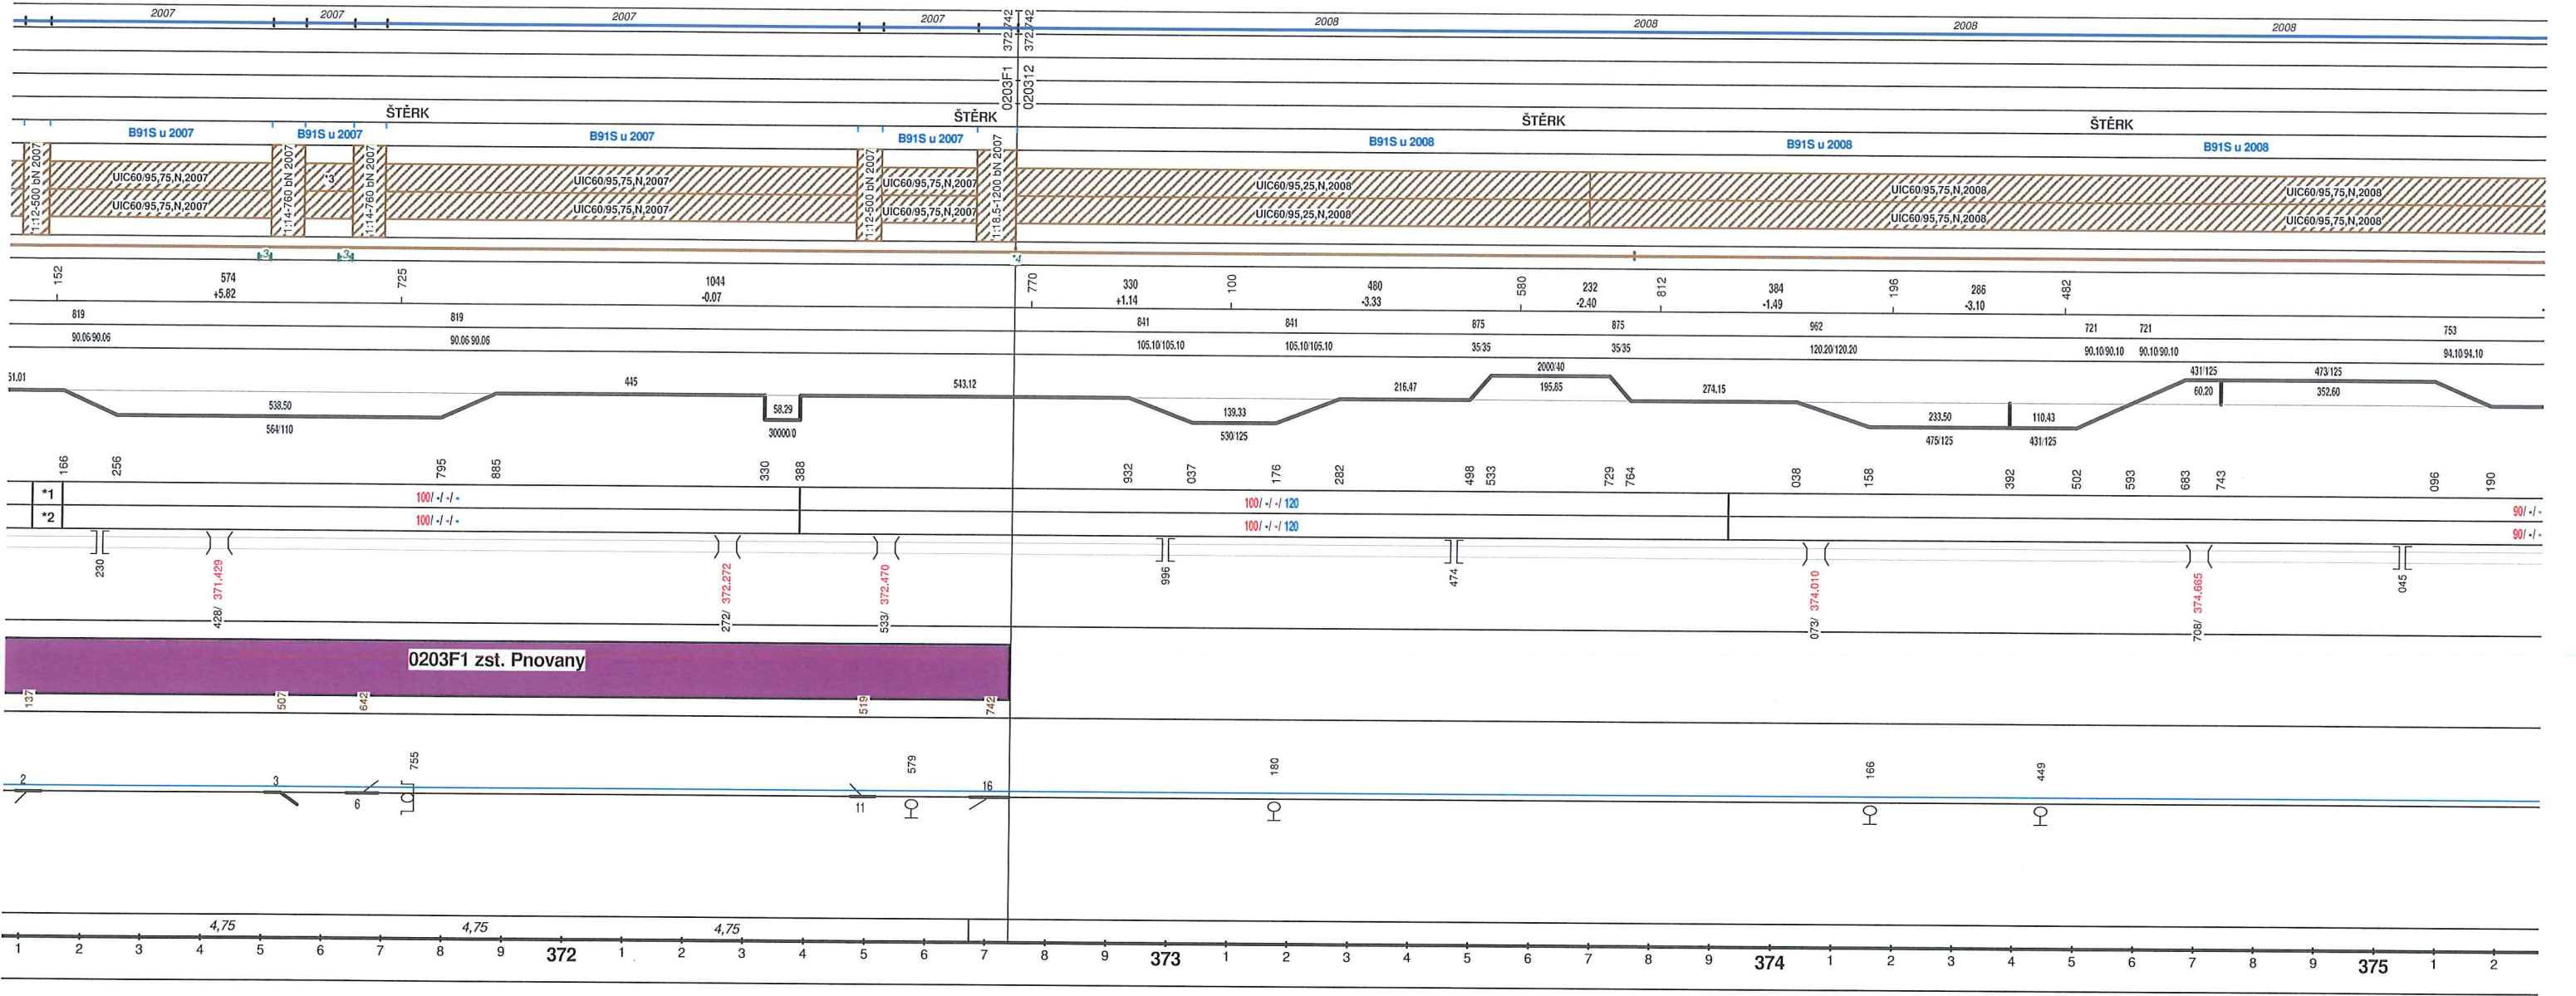 2007 2007 2007 2007 2008 2008 2008 2008
372.742 372.742
0203F1 020312
ŠTĚRK ŠTĚRK ŠTĚRK ŠTĚRK
B91S u 2007 B91S u 2007 B91S u 2007 B91S u 2007 B91S u 2008 B91S u 2008 B91S u 2008
1:12-500 bN 2007 1:14-760 bN 2007 1:14-760 bN 2007 1:12-500 bN 2007 1:18,5-1200 bN 2007
UIC60/95,75,N,2007 *3 UIC60/95,75,N,2007 UIC60/95,75,N,2007 UIC60/95,25,N,2008 UIC60/95,75,N,2008 UIC60/95,75,N,2008
UIC60/95,75,N,2007 UIC60/95,75,N,2007 UIC60/95,75,N,2007 UIC60/95,25,N,2008 UIC60/95,75,N,2008 UIC60/95,75,N,2008
3 3 *4
152 574 725 1044 770 330 100 480 580 232 812 384 196 286 482
+5.82 -0.07 +1.14 -3.33 -2.40 -1.49 -3.10
819 819 841 841 875 875 962 721 721 753
90.06/90.06 90.06/90.06 105.10/105.10 105.10/105.10 35/35 35/35 120.20/120.20 90.10/90.10 90.10/90.10 94.10/94.10
51.01 445 543.12 216.47 2000/40 274.15 431/125 473/125
538.50 58.29 139.33 195.85 233.50 110.43 60.20 352.60
564/110 30000/0 530/125 475/125 431/125
166 256 795 885 330 388 932 037 176 282 498 533 729 764 038 158 392 502 593 683 743 096 190
*1 100/ -/ -/ - 100/ -/ -/ 120 90/ -/ -
*2 100/ -/ -/ - 100/ -/ -/ 120 90/ -/ -
230 428/ 371.429 272/ 372.272 533/ 372.470 996 474 073/ 374.010 708/ 374.665 045
0203F1 zst. Pnovany
137 507 642 519 742
755 579 180 166 449
2 3 6 11 16
4,75 4,75 4,75
1 2 3 4 5 6 7 8 9 372 1 2 3 4 5 6 7 8 9 373 1 2 3 4 5 6 7 8 9 374 1 2 3 4 5 6 7 8 9 375 1 2